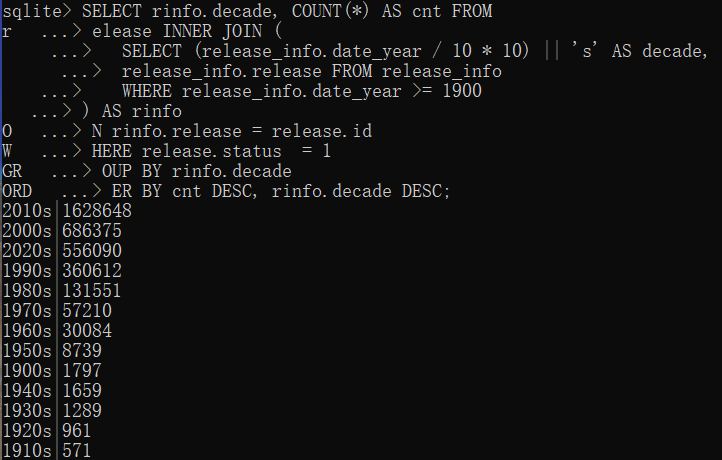 sqlite> SELECT rinfo.decade, COUNT(*) AS cnt FROM
r   ...> elease INNER JOIN (
    ...>   SELECT (release_info.date_year / 10 * 10) || 's' AS decade,
    ...>   release_info.release FROM release_info
    ...>   WHERE release_info.date_year >= 1900
    ...> ) AS rinfo
O   ...> N rinfo.release = release.id
W   ...> HERE release.status  = 1
GR   ...> OUP BY rinfo.decade
ORD   ...> ER BY cnt DESC, rinfo.decade DESC;
2010s|1628648
2000s|686375
2020s|556090
1990s|360612
1980s|131551
1970s|57210
1960s|30084
1950s|8739
1900s|1797
1940s|1659
1930s|1289
1920s|961
1910s|571